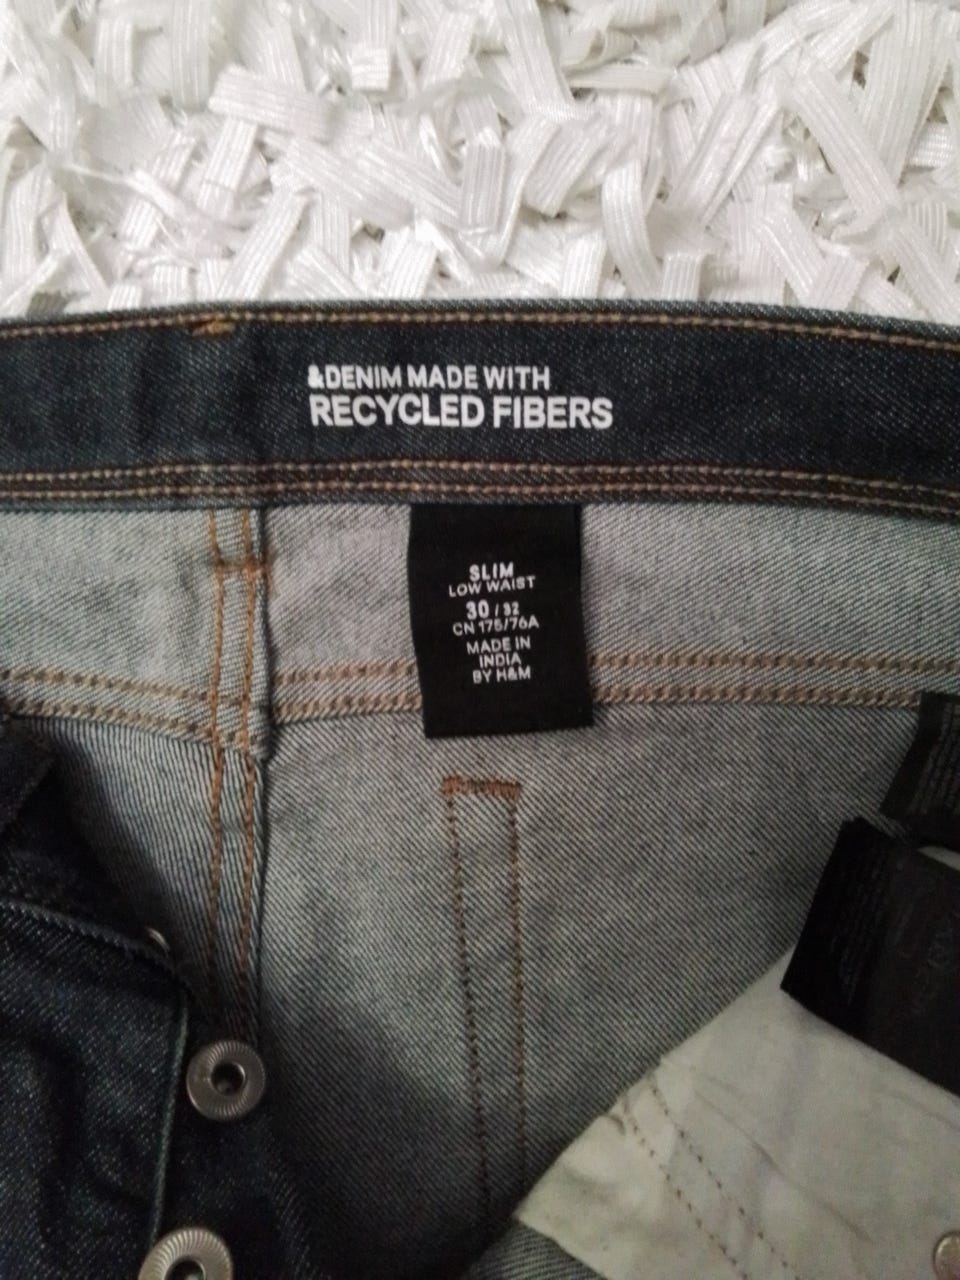 &DENIM MADE WITH
RECYCLED FIBERS
SLIM
LOW WAIST
30 / 32
CN 175/76A
MADE IN
INDIA
BY H&M